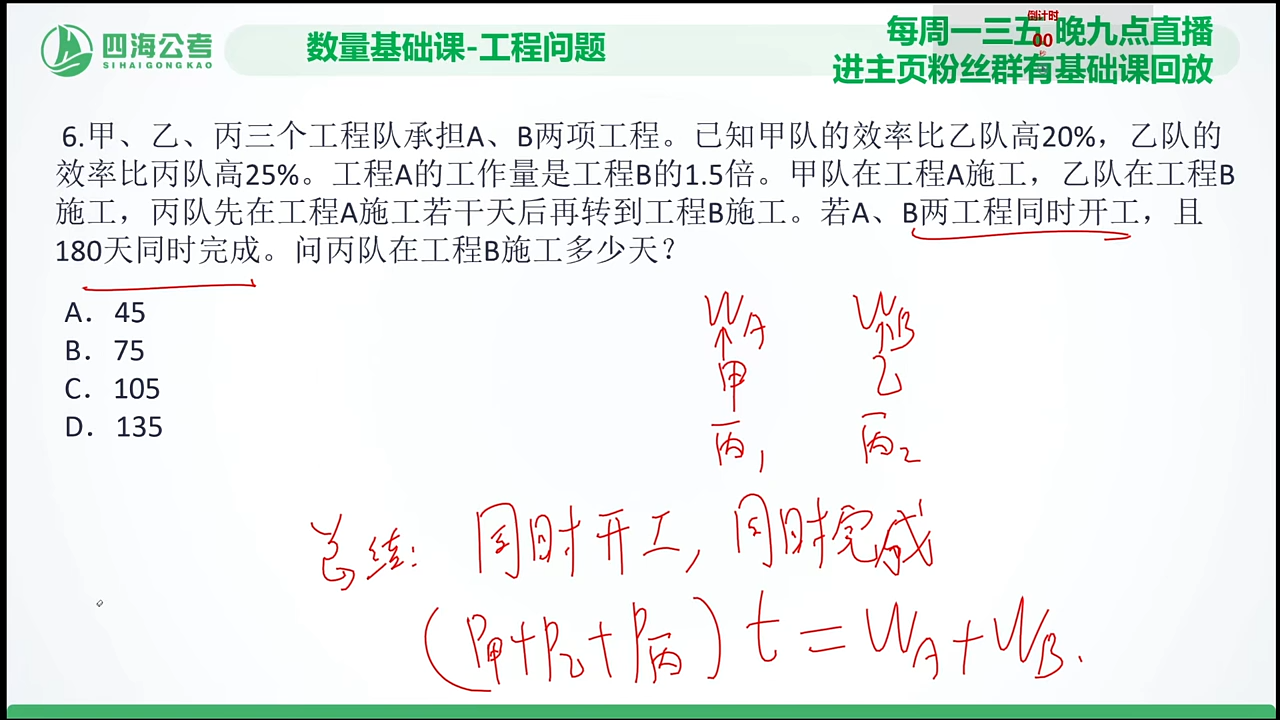 四海公考
SIHAIGONGKAO
数量基础课-工程问题
倒计时
00
每周一三五 晚九点直播
进主页粉丝群有基础课回放
6.甲、乙、丙三个工程队承担A、B两项工程。已知甲队的效率比乙队高20%，乙队的
效率比丙队高25%。工程A的工作量是工程B的1.5倍。甲队在工程A施工，乙队在工程B
施工，丙队先在工程A施工若干天后再转到工程B施工。若A、B两工程同时开工，且
180天同时完成。问丙队在工程B施工多少天？
A. 45
B. 75
C. 105
D. 135
W_A W_B
↑ ↑
甲 乙
丙1 丙2
总结: 同时开工, 同时完成
(P甲+P乙+P丙)t=W_A+W_B.